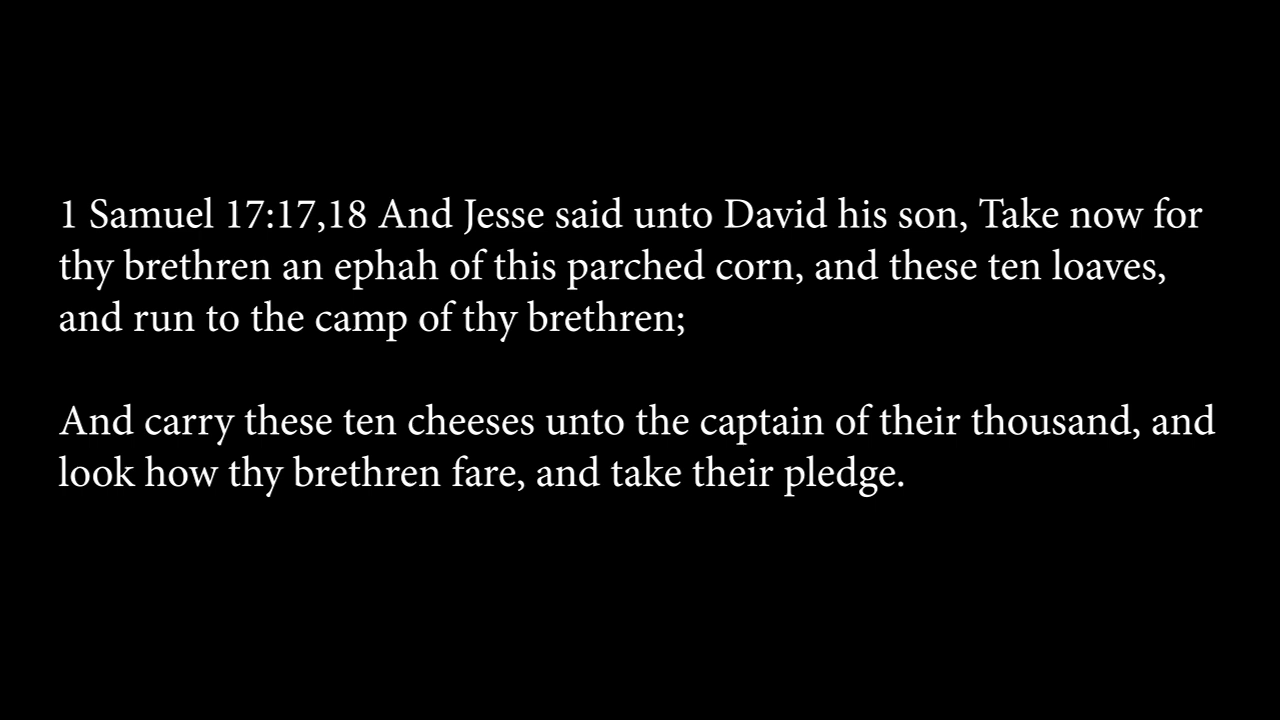 1 Samuel 17:17,18 And Jesse said unto David his son, Take now for
thy brethren an ephah of this parched corn, and these ten loaves,
and run to the camp of thy brethren;
And carry these ten cheeses unto the captain of their thousand, and
look how thy brethren fare, and take their pledge.